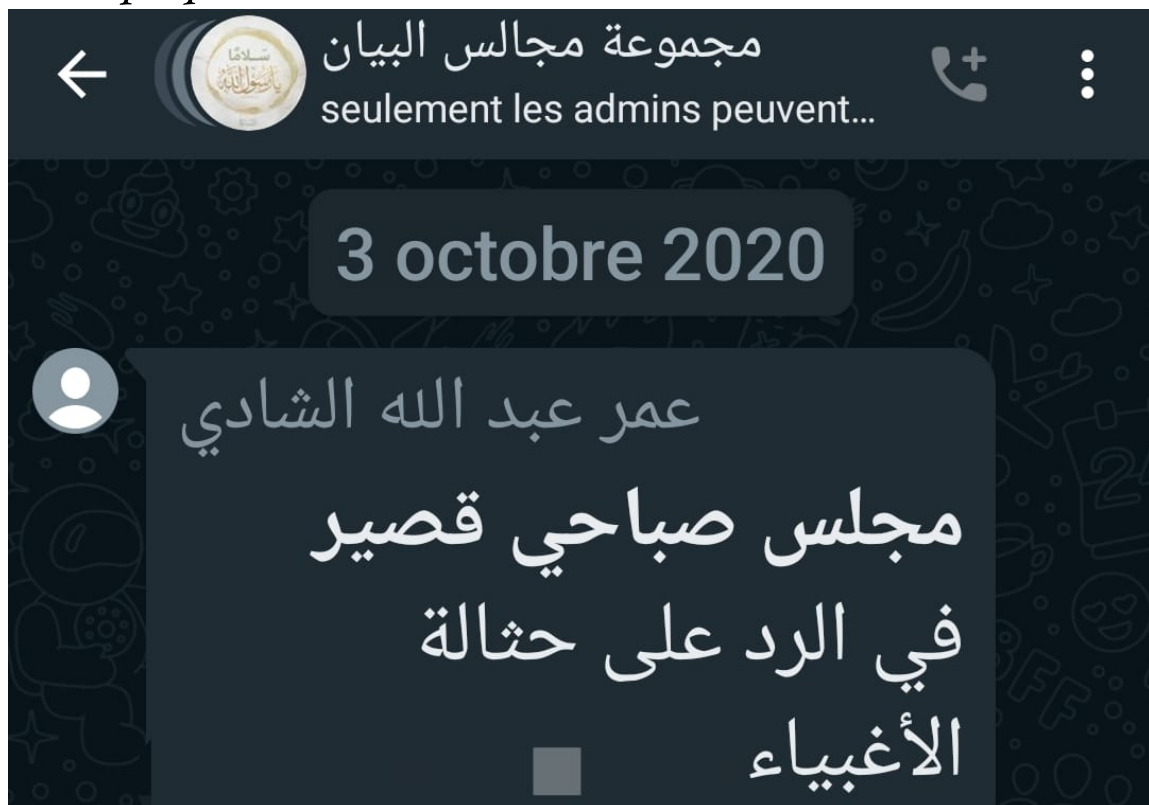 مجموعة مجالس البيان
seulement les admins peuvent...
3 octobre 2020
عمر عبد الله الشادي
مجلس صباحي قصير
في الرد على حثالة
الأغبياء